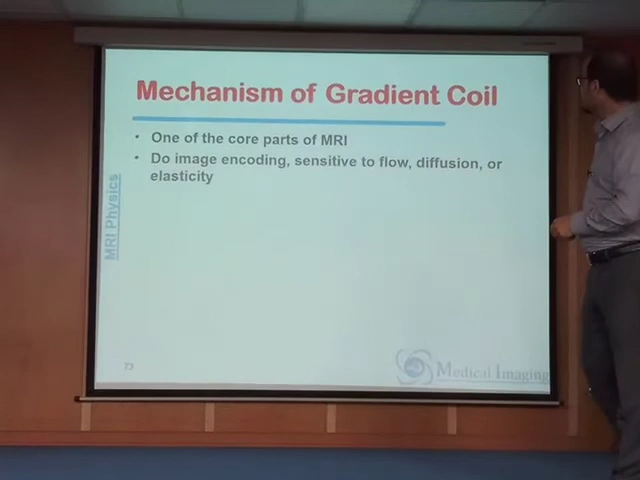 Mechanism of Gradient Coil
• One of the core parts of MRI
• Do image encoding, sensitive to flow, diffusion, or
elasticity
MRI Physics
73
Medical Imaging